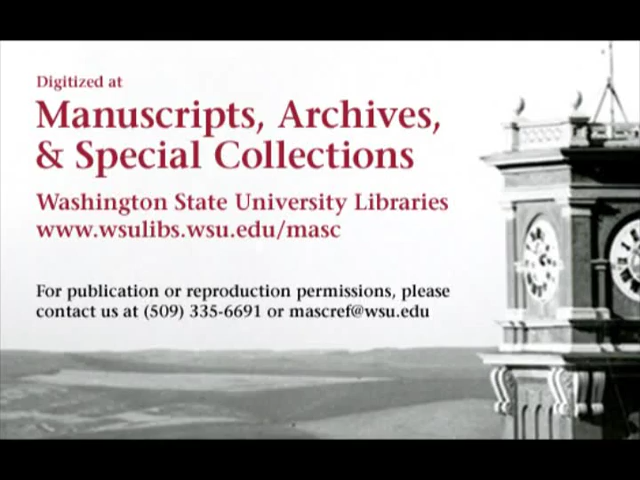 Digitized at
Manuscripts, Archives,
& Special Collections
Washington State University Libraries
www.wsulibs.wsu.edu/masc
For publication or reproduction permissions, please
contact us at (509) 335-6691 or mascref@wsu.edu